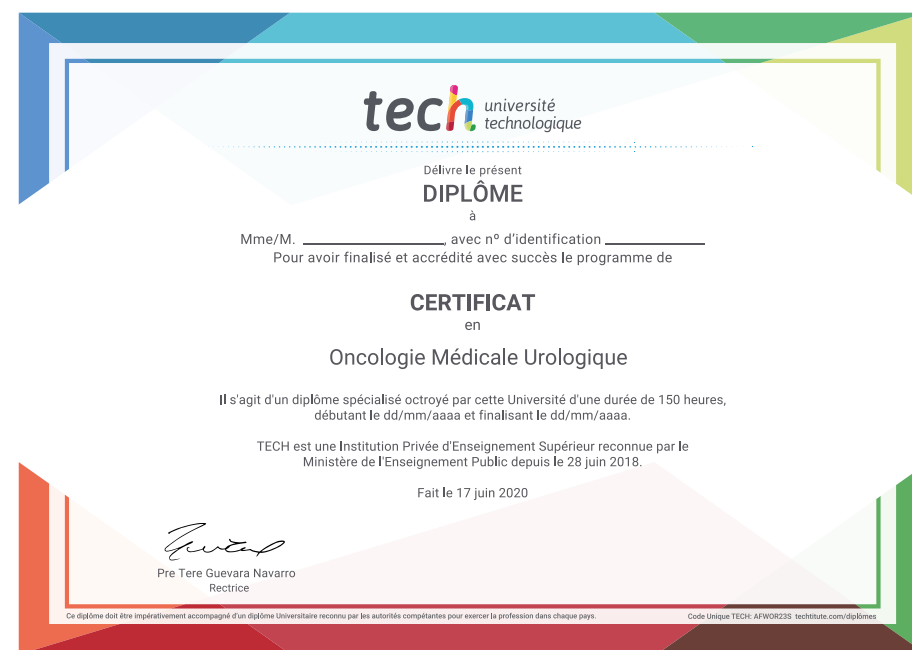 tech université
technologique
Délivre le présent
DIPLÔME
à
Mme/M. ____________________, avec nº d'identification ______________
Pour avoir finalisé et accrédité avec succès le programme de
CERTIFICAT
en
Oncologie Médicale Urologique
Il s'agit d'un diplôme spécialisé octroyé par cette Université d'une durée de 150 heures,
débutant le dd/mm/aaaa et finalisant le dd/mm/aaaa.
TECH est une Institution Privée d'Enseignement Supérieur reconnue par le
Ministère de l'Enseignement Public depuis le 28 juin 2018.
Fait le 17 juin 2020
Pre Tere Guevara Navarro
Rectrice
Ce diplôme doit être impérativement accompagné d'un diplôme Universitaire reconnu par les autorités compétantes pour exercer la profession dans chaque pays.
Code Unique TECH: AFWOR23S techtitute.com/diplômes